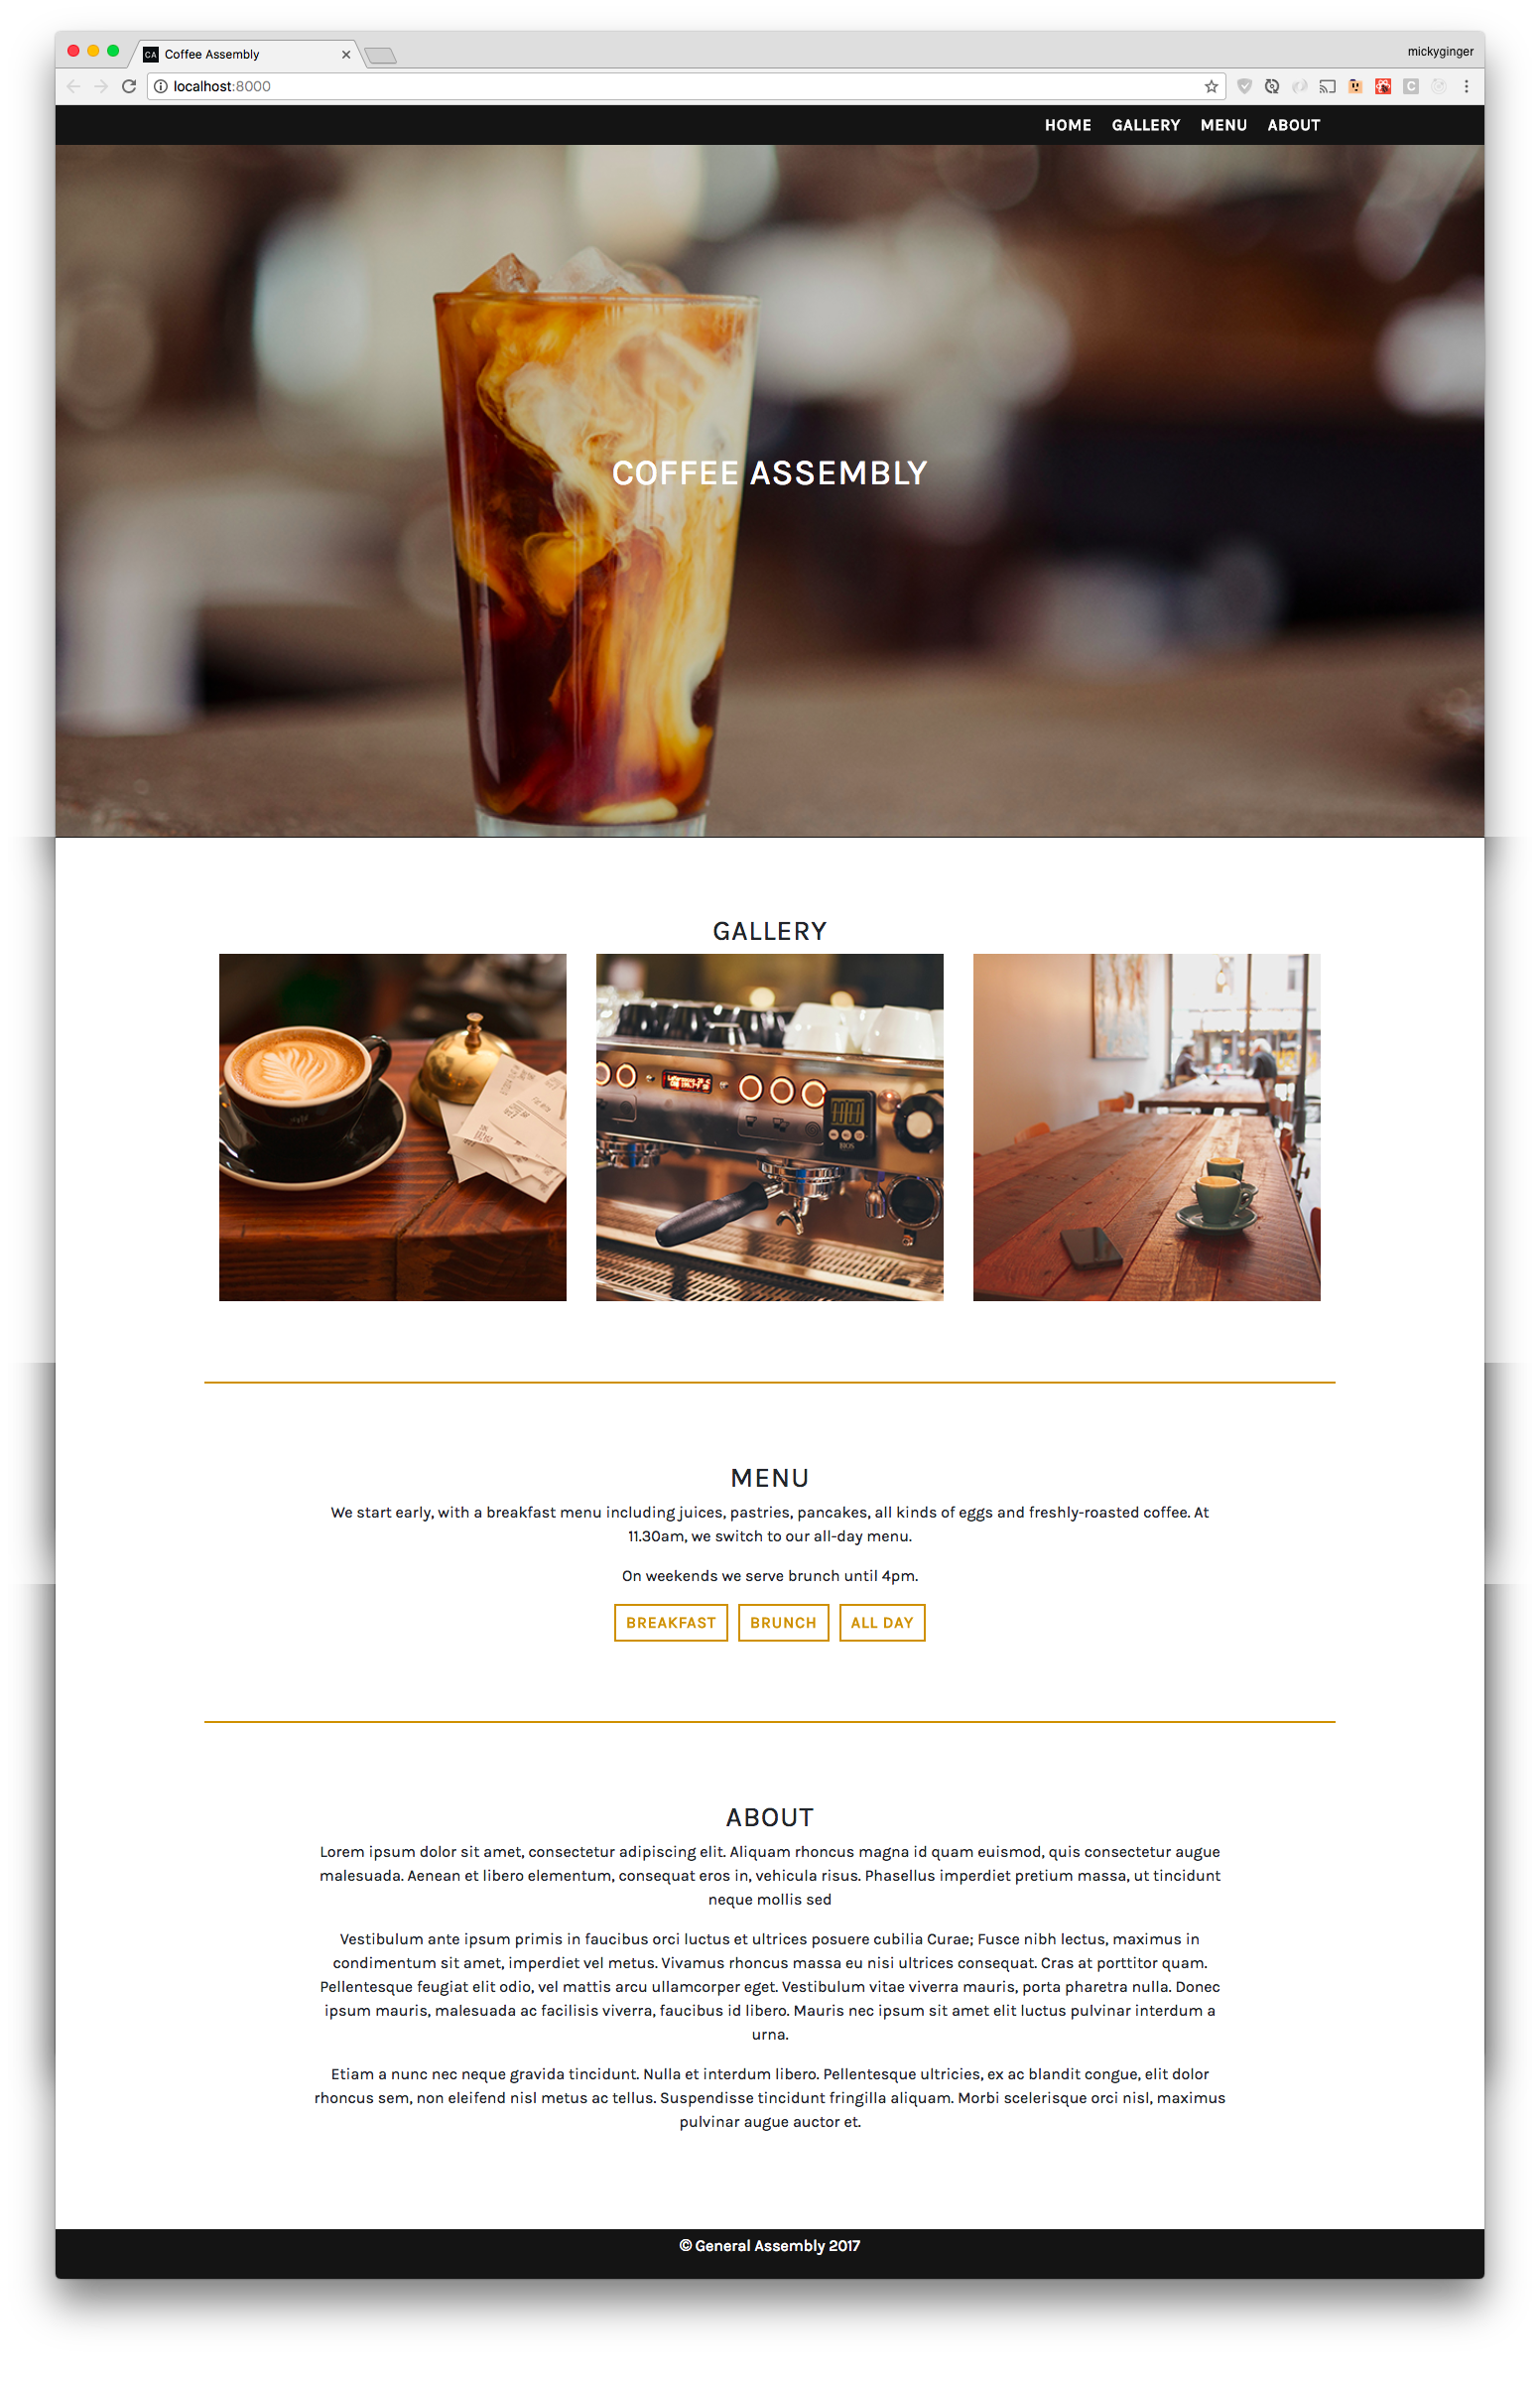 Coffee Assembly
mickyginger
localhost:8000
HOME GALLERY MENU ABOUT
COFFEE ASSEMBLY
GALLERY
MENU
We start early, with a breakfast menu including juices, pastries, pancakes, all kinds of eggs and freshly-roasted coffee. At
11.30am, we switch to our all-day menu.
On weekends we serve brunch until 4pm.
BREAKFAST BRUNCH ALL DAY
ABOUT
Lorem ipsum dolor sit amet, consectetur adipiscing elit. Aliquam rhoncus magna id quam euismod, quis consectetur augue
malesuada. Aenean et libero elementum, consequat eros in, vehicula risus. Phasellus imperdiet pretium massa, ut tincidunt
neque mollis sed
Vestibulum ante ipsum primis in faucibus orci luctus et ultrices posuere cubilia Curae; Fusce nibh lectus, maximus in
condimentum sit amet, imperdiet vel metus. Vivamus rhoncus massa eu nisi ultrices consequat. Cras at porttitor quam.
Pellentesque feugiat elit odio, vel mattis arcu ullamcorper eget. Vestibulum vitae viverra mauris, porta pharetra nulla. Donec
ipsum mauris, malesuada ac facilisis viverra, faucibus id libero. Mauris nec ipsum sit amet elit luctus pulvinar interdum a
urna.
Etiam a nunc nec neque gravida tincidunt. Nulla et interdum libero. Pellentesque ultricies, ex ac blandit congue, elit dolor
rhoncus sem, non eleifend nisl metus ac tellus. Suspendisse tincidunt fringilla aliquam. Morbi scelerisque orci nisl, maximus
pulvinar augue auctor et.
© General Assembly 2017